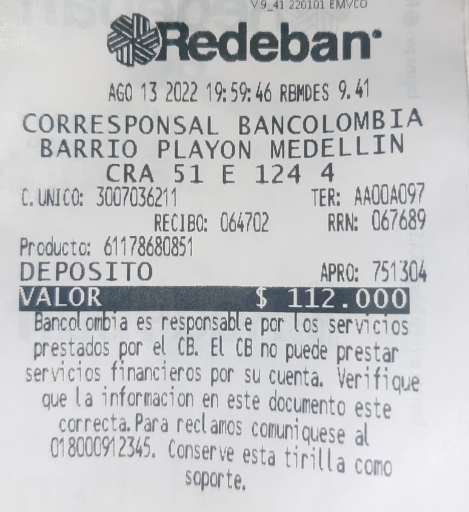 V9_41 220101 EMVCO
Redeban
AGO 13 2022 19:59:46 RBMDES 9.41
CORRESPONSAL BANCOLOMBIA
BARRIO PLAYON MEDELLIN
CRA 51 E 124 4
C.UNICO: 3007036211 TER: AA00A097
RECIBO: 064702 RRN: 067689
Producto: 61178680851
DEPOSITO APRO: 751304
VALOR $ 112.000
Bancolombia es responsable por los servicios
prestados por el CB. El CB no puede prestar
servicios financieros por su cuenta. Verifique
que la informacion en este documento este
correcta.Para reclamos comuniquese al
018000912345. Conserve esta tirilla como
soporte.